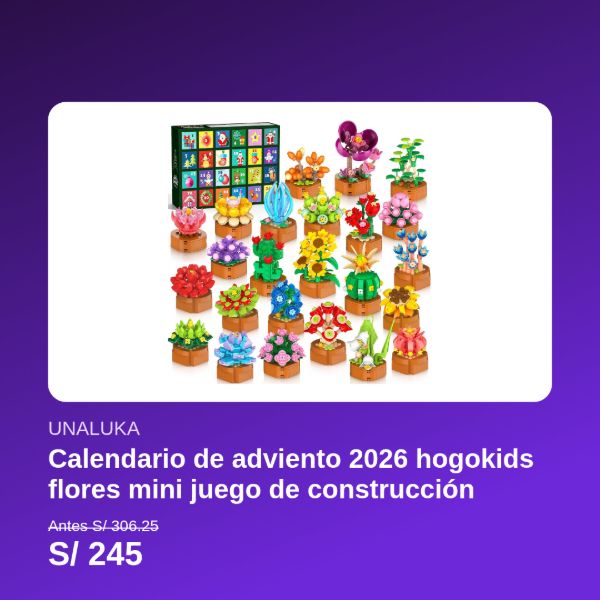 UNALUKA
Calendario de adviento 2026 hogokids
flores mini juego de construcción
Antes S/ 306.25
S/ 245